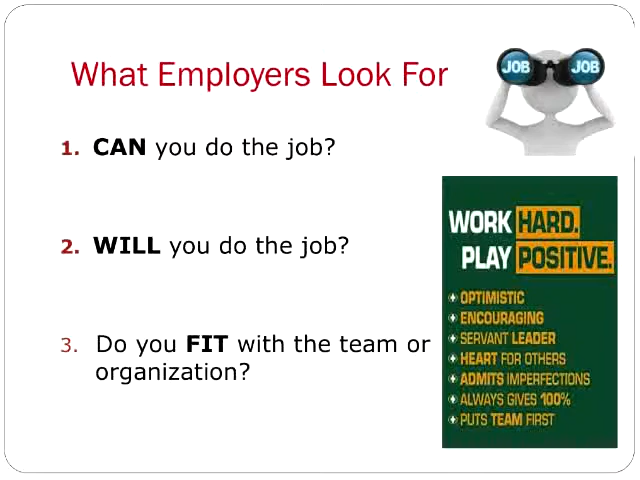 What Employers Look For
JOB JOB
1. CAN you do the job?
2. WILL you do the job?
3. Do you FIT with the team or
organization?
WORK HARD.
PLAY POSITIVE.
+ OPTIMISTIC
+ ENCOURAGING
+ SERVANT LEADER
+ HEART FOR OTHERS
+ ADMITS IMPERFECTIONS
+ ALWAYS GIVES 100%
+ PUTS TEAM FIRST